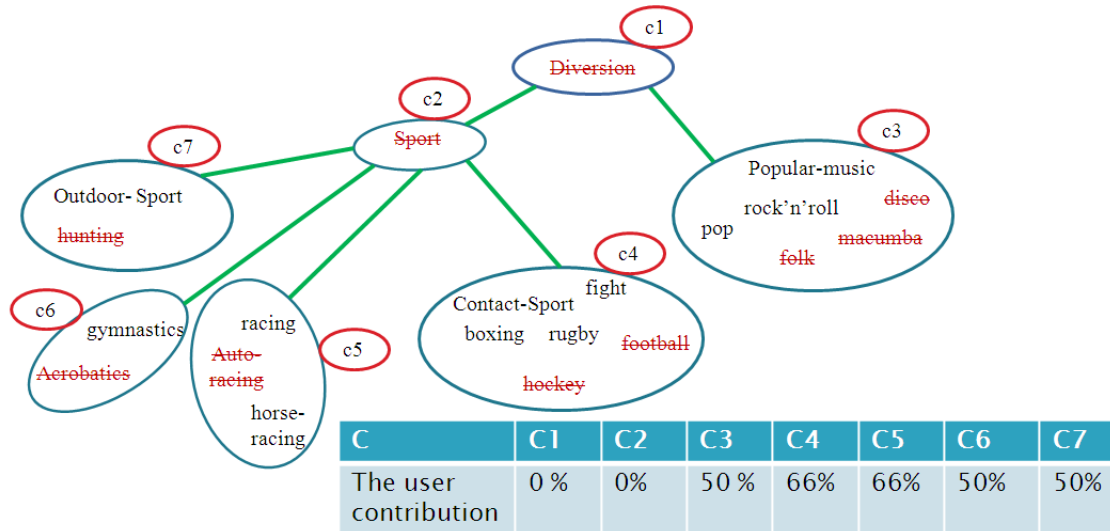 c1
Diversion
c2
Sport
c7
Outdoor- Sport
hunting
c3
Popular-music
rock’n’roll
disco
pop
macumba
folk
c4
fight
Contact-Sport
boxing rugby
football
hockey
c6
gymnastics
Acrobatics
c5
racing
Auto-
racing
horse-
racing
C C1 C2 C3 C4 C5 C6 C7
The user 0 % 0% 50 % 66% 66% 50% 50%
contribution